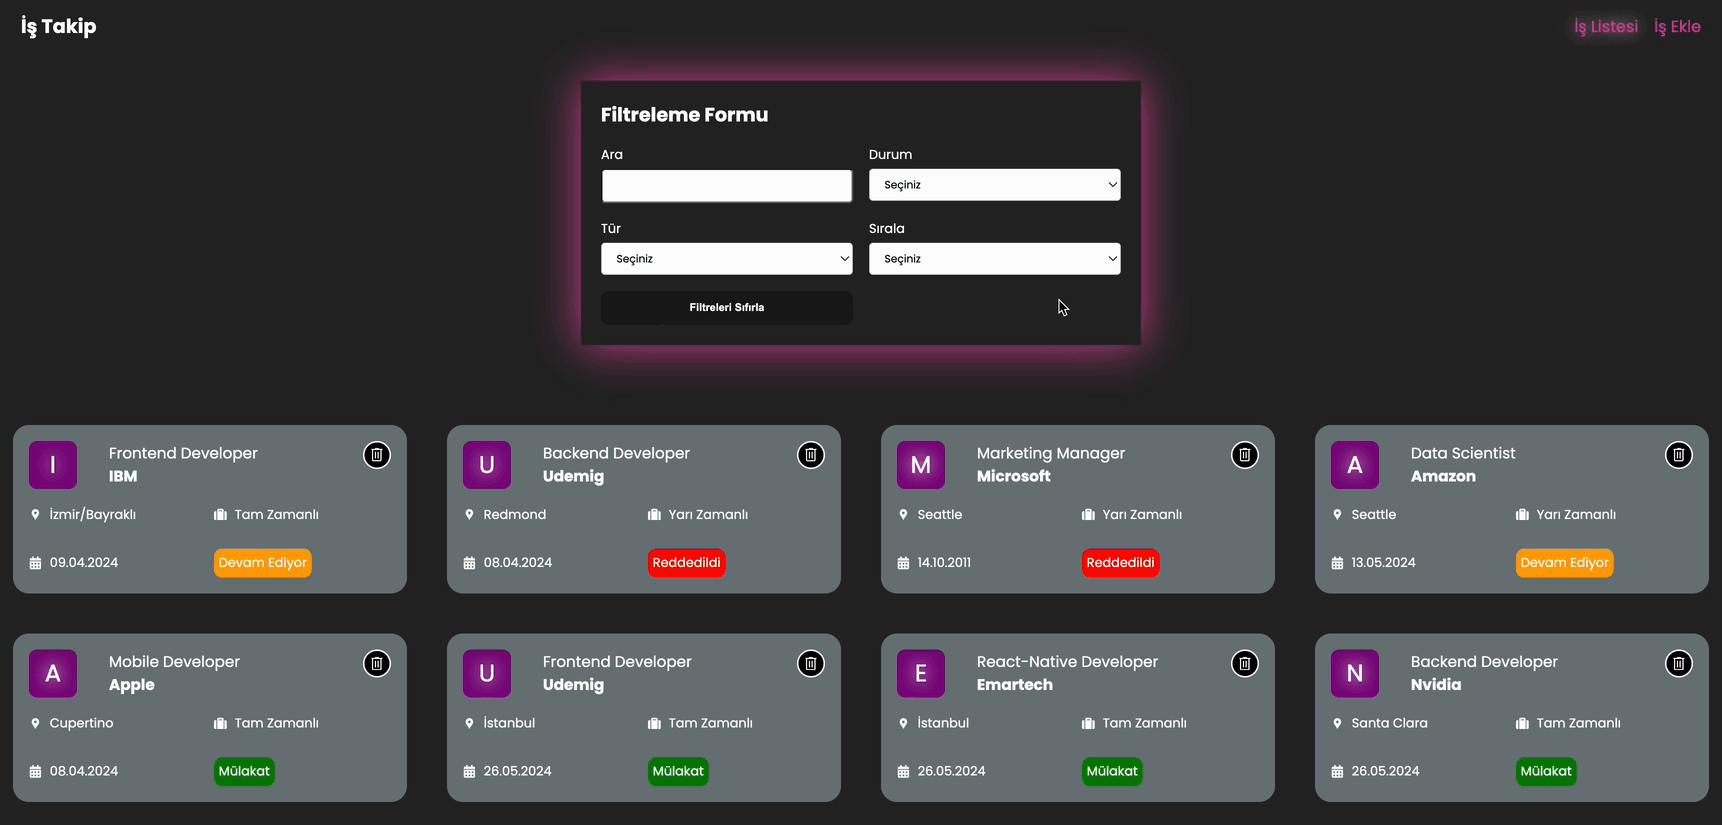 İş Takip
İş Listesi İş Ekle
Filtreleme Formu
Ara
Durum
Seçiniz
Tür
Sırala
Seçiniz
Seçiniz
Filtreleri Sıfırla
I
Frontend Developer
IBM
İzmir/Bayraklı
Tam Zamanlı
09.04.2024
Devam Ediyor
U
Backend Developer
Udemig
Redmond
Yarı Zamanlı
08.04.2024
Reddedildi
M
Marketing Manager
Microsoft
Seattle
Yarı Zamanlı
14.10.2011
Reddedildi
A
Data Scientist
Amazon
Seattle
Yarı Zamanlı
13.05.2024
Devam Ediyor
A
Mobile Developer
Apple
Cupertino
Tam Zamanlı
08.04.2024
Mülakat
U
Frontend Developer
Udemig
İstanbul
Tam Zamanlı
26.05.2024
Mülakat
E
React-Native Developer
Emartech
İstanbul
Tam Zamanlı
26.05.2024
Mülakat
N
Backend Developer
Nvidia
Santa Clara
Tam Zamanlı
26.05.2024
Mülakat